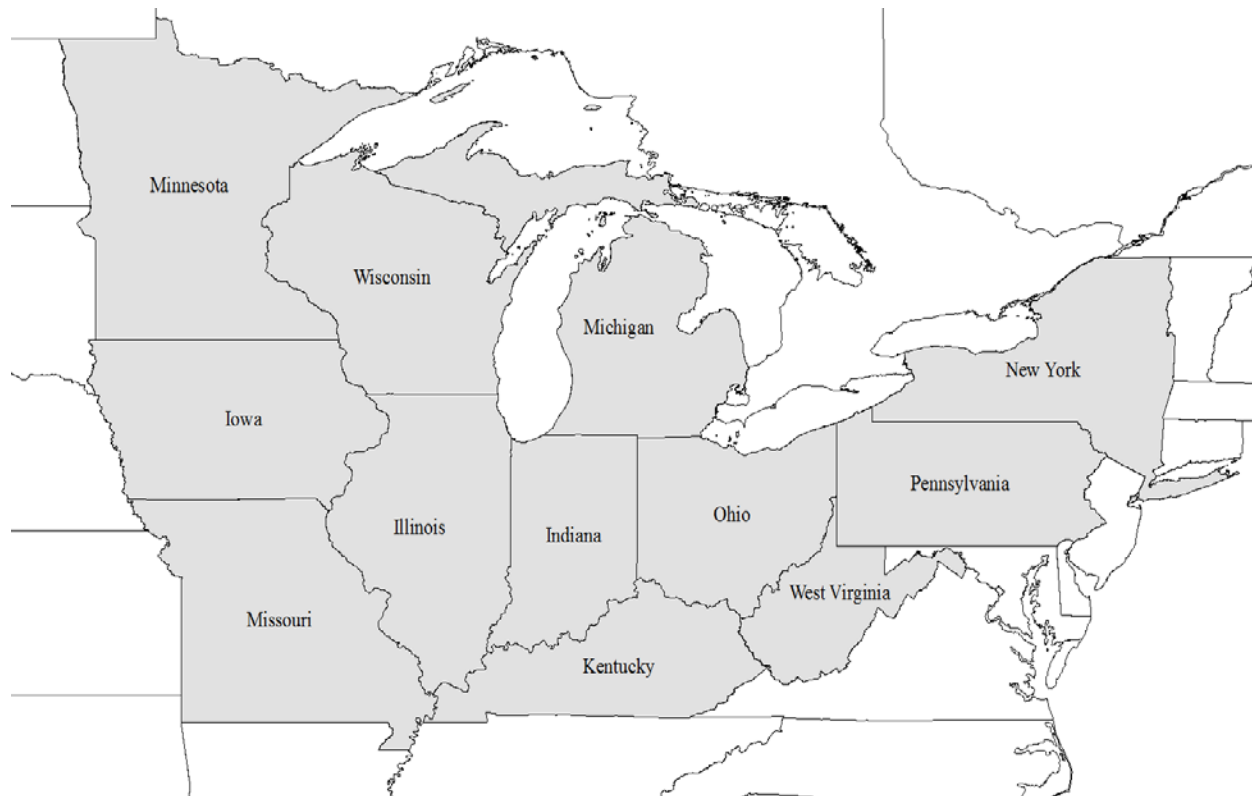 Minnesota
Wisconsin
Michigan
New York
Iowa
Pennsylvania
Illinois
Indiana
Ohio
West Virginia
Missouri
Kentucky